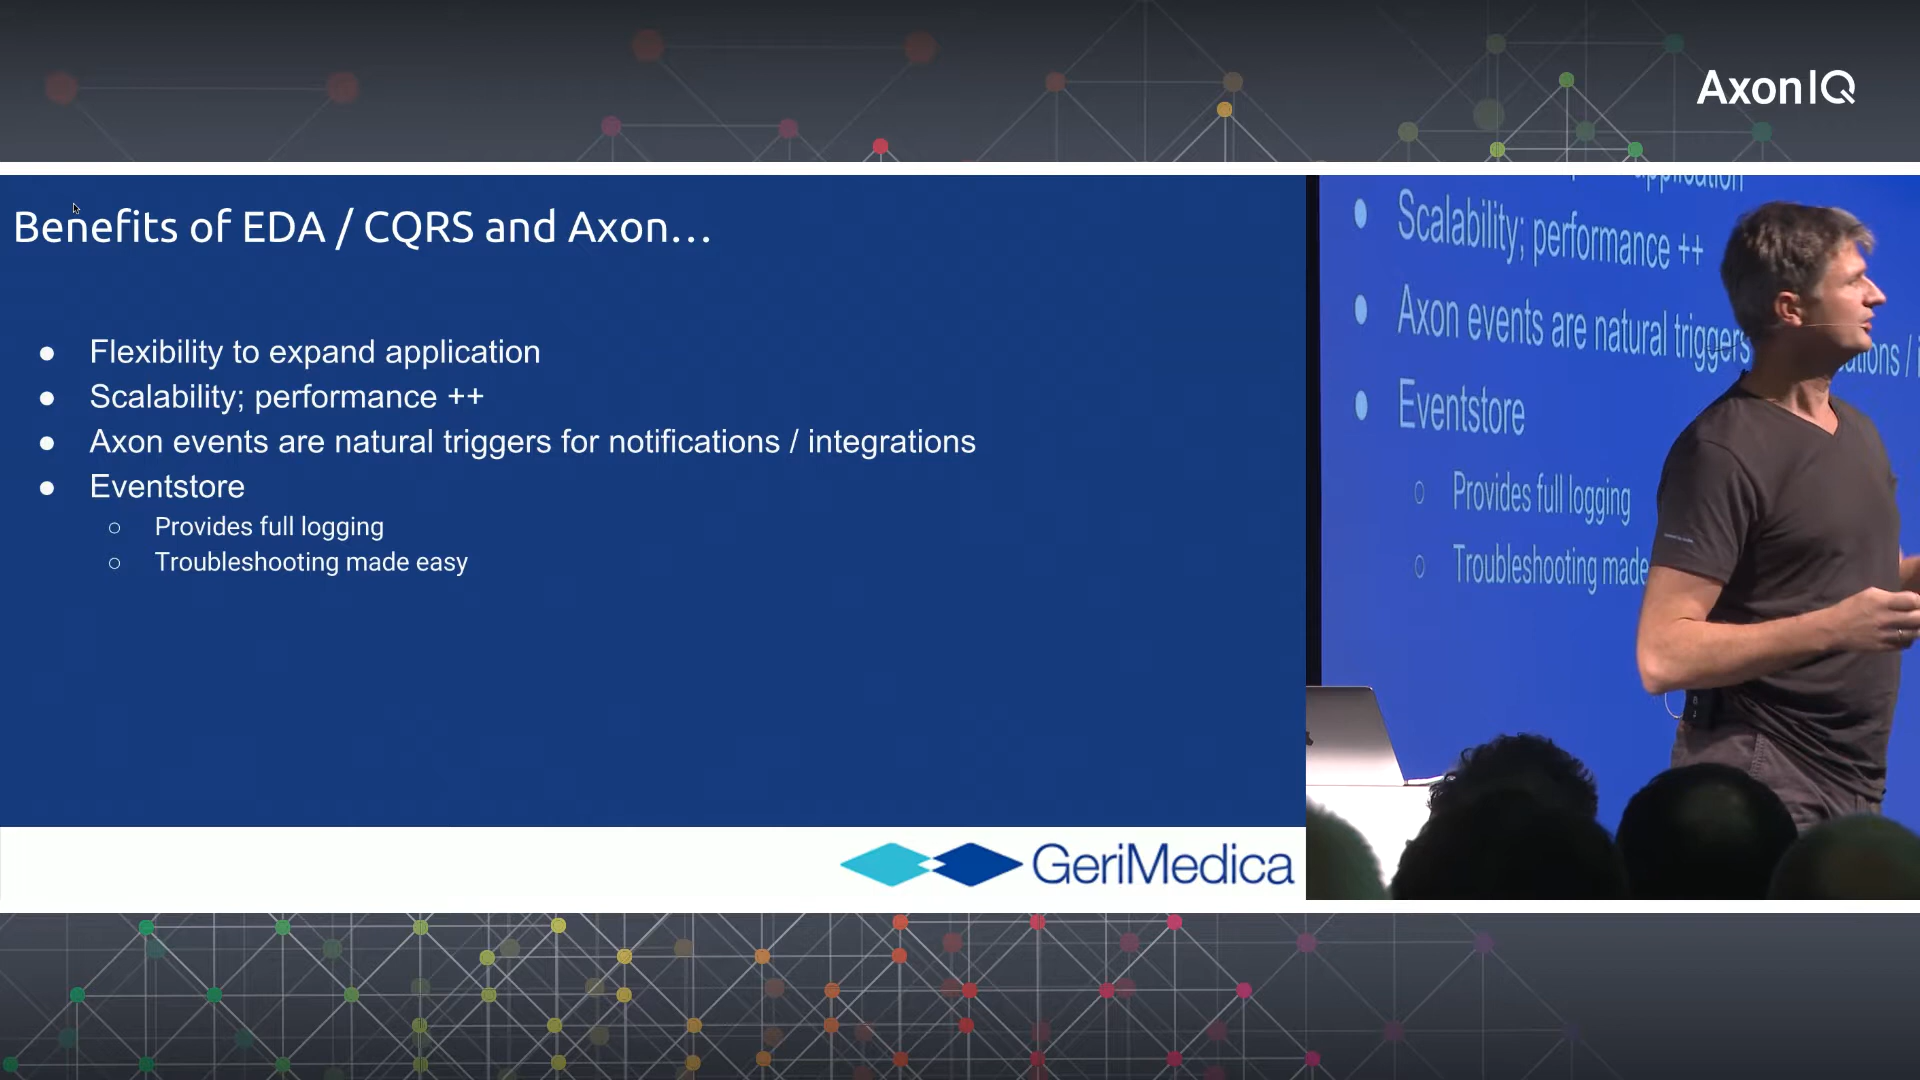 AxonIQ
Benefits of EDA / CQRS and Axon...
● Flexibility to expand application
● Scalability; performance ++
● Axon events are natural triggers for notifications / integrations
● Eventstore
○ Provides full logging
○ Troubleshooting made easy
GeriMedica
application
● Scalability; performance ++
● Axon events are natural triggers
● Eventstore
○ Provides full logging
○ Troubleshooting made